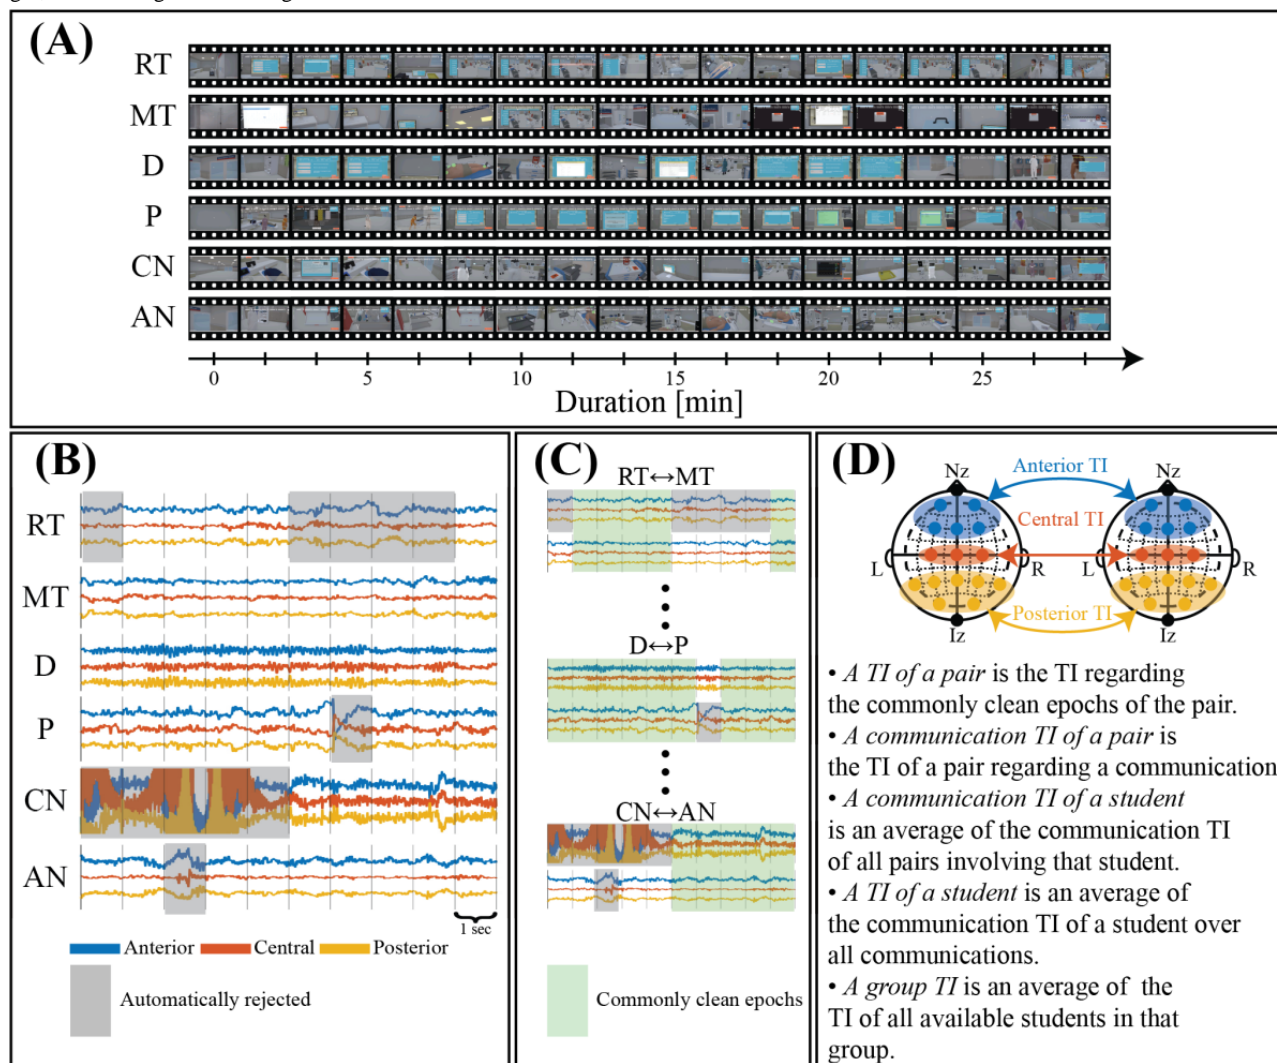 (A)
RT
MT
D
P
CN
AN
0 5 10 15 20 25
Duration [min]
(B)
RT
MT
D
P
CN
AN
1 sec
Anterior Central Posterior
Automatically rejected
(C)
RT↔MT
D↔P
CN↔AN
Commonly clean epochs
(D)
Nz Nz
Anterior TI
Central TI
L R L R
Posterior TI
Iz Iz
• A TI of a pair is the TI regarding
the commonly clean epochs of the pair.
• A communication TI of a pair is
the TI of a pair regarding a communication
• A communication TI of a student
is an average of the communication TI
of all pairs involving that student.
• A TI of a student is an average of
the communication TI of a student over
all communications.
• A group TI is an average of the
TI of all available students in that
group.